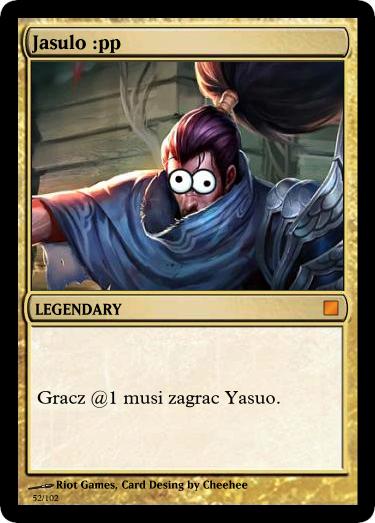 Jasulo :pp
LEGENDARY
Gracz @1 musi zagrac Yasuo.
Riot Games, Card Desing by Cheehee
52/102